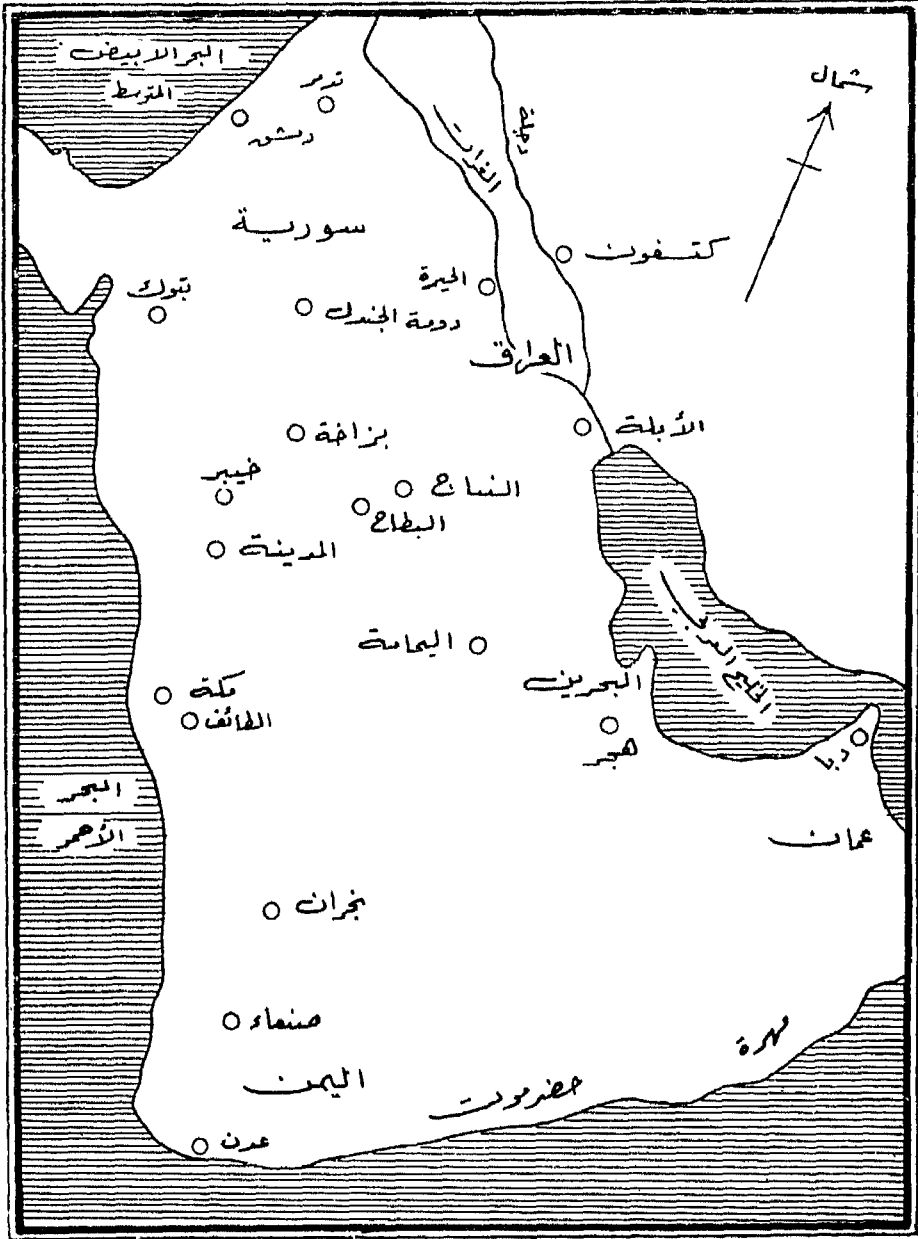 البحر الابيض
المتوسط
شمال
تدمر
دمشق
دجلة
الفرات
سورية
كتسفون
الحيرة
تبوك
دومة الجندل
العراق
الأبلة
بزاخة
خيبر
النباج
البطاح
المدينة
الخليج العربي
اليمامة
مكة
الطائف
البحرين
هجر
دبا
البحر
الأحمر
عمان
نجران
صنعاء
مهرة
اليمن
حضرموت
عدن